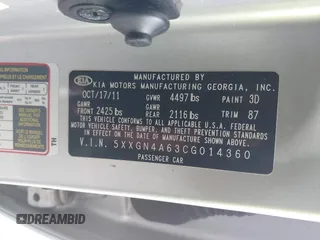 MANUFACTURED BY
KIA KIA MOTORS MANUFACTURING GEORGIA, INC.
OCT/17/11 GVWR 4497 lbs PAINT 3D
GAWR FRONT 2425 lbs GAWR REAR 2116 lbs TRIM 87
THIS VEHICLE CONFORMS TO ALL APPLICABLE U.S. FEDERAL
MOTOR VEHICLE SAFETY, BUMPER, AND THEFT PREVENTION STANDARDS
IN EFFECT ON THE DATE OF MANUFACTURE SHOWN ABOVE.
V.I.N. 5XXGN4A63CG014360
PASSENGER CAR
DREAMBID